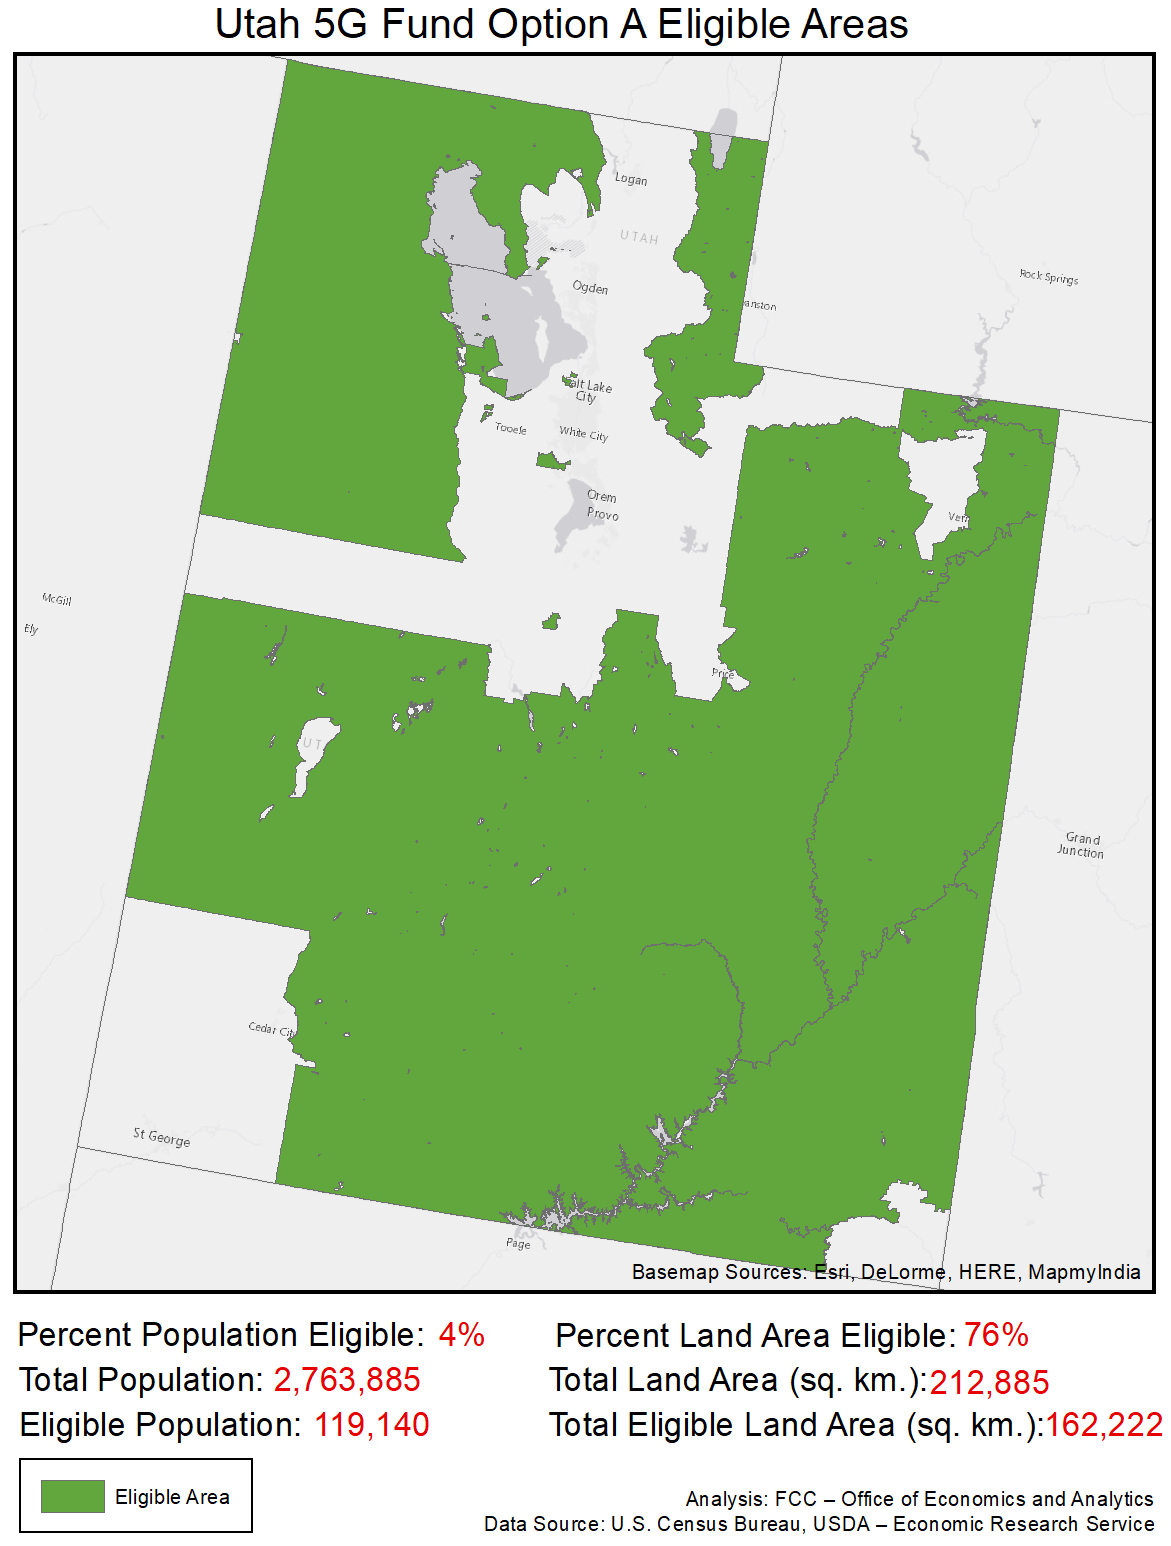 Utah 5G Fund Option A Eligible Areas
Logan
UTAH
Rock Springs
Ogden
anston
alt Lake
City
Tooele
White City
Orem
Provo
Vern
McGill
Ely
Price
UT
Grand
Junction
Cedar City
St George
Page
Basemap Sources: Esri, DeLorme, HERE, MapmyIndia
Percent Population Eligible: 4%
Percent Land Area Eligible: 76%
Total Population: 2,763,885
Total Land Area (sq. km.):212,885
Eligible Population: 119,140
Total Eligible Land Area (sq. km.):162,222
Eligible Area
Analysis: FCC – Office of Economics and Analytics
Data Source: U.S. Census Bureau, USDA – Economic Research Service